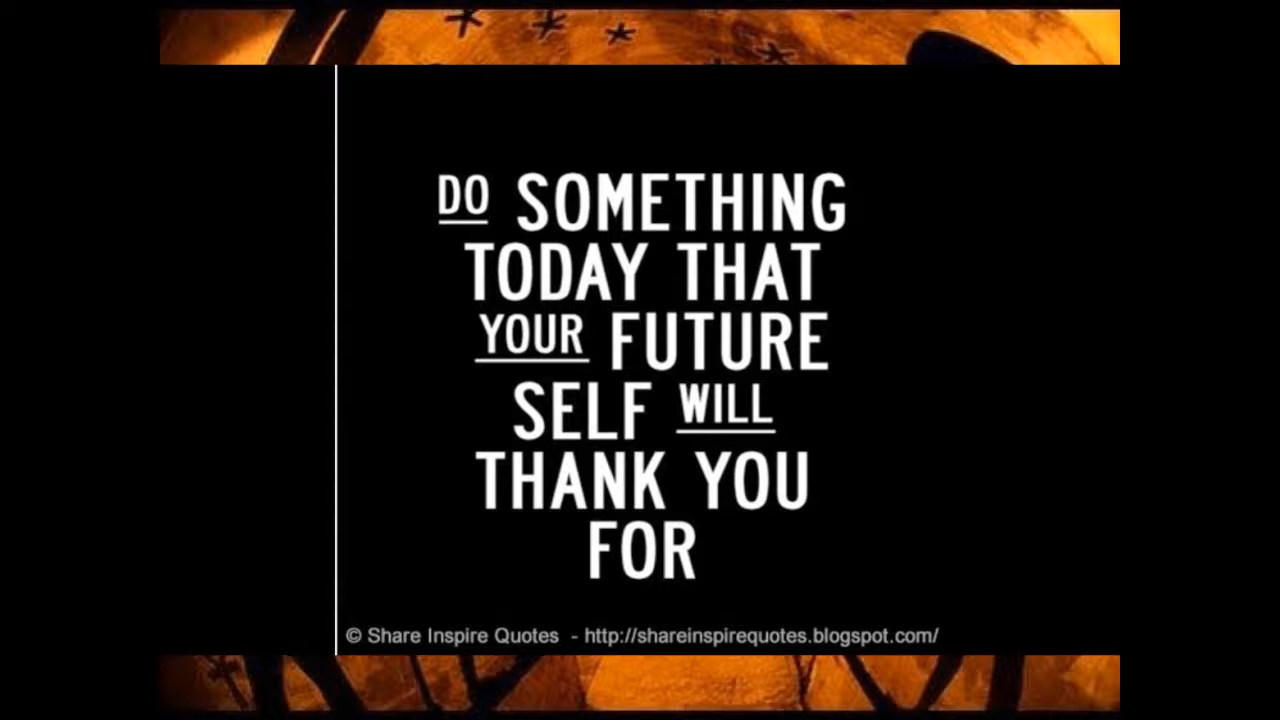 DO SOMETHING
TODAY THAT
YOUR FUTURE
SELF WILL
THANK YOU
FOR
© Share Inspire Quotes - http://shareinspirequotes.blogspot.com/